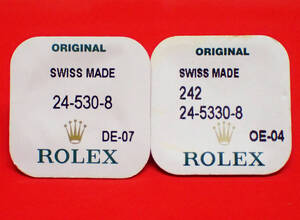 ORIGINAL
SWISS MADE
24-530-8
DE-07
ROLEX
ORIGINAL
SWISS MADE
242
24-5330-8
OE-04
ROLEX